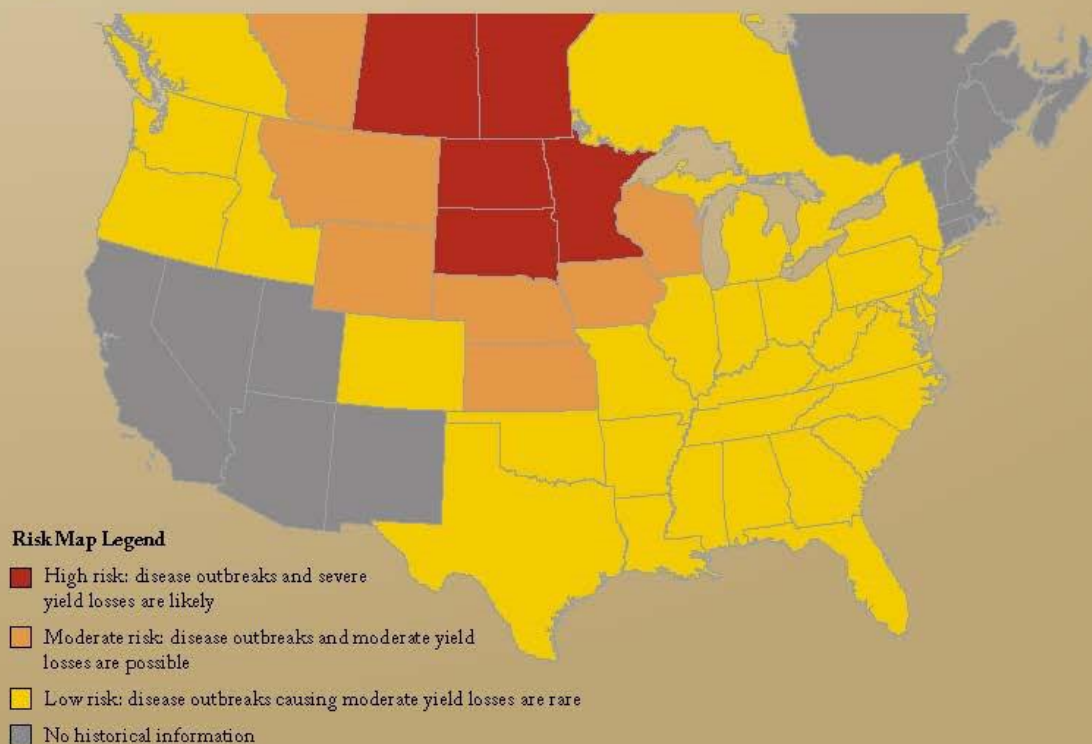 Risk Map Legend
High risk: disease outbreaks and severe
yield losses are likely
Moderate risk: disease outbreaks and moderate yield
losses are possible
Low risk: disease outbreaks causing moderate yield losses are rare
No historical information